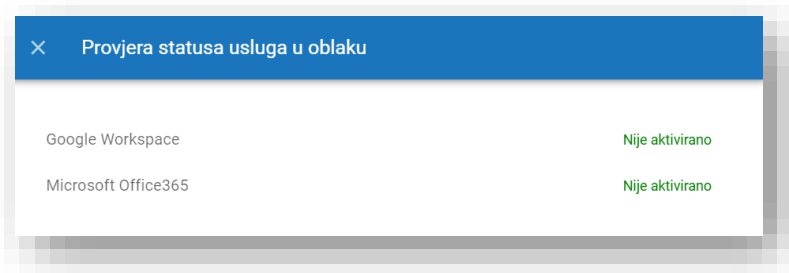 Provjera statusa usluga u oblaku
Google Workspace Nije aktivirano
Microsoft Office365 Nije aktivirano